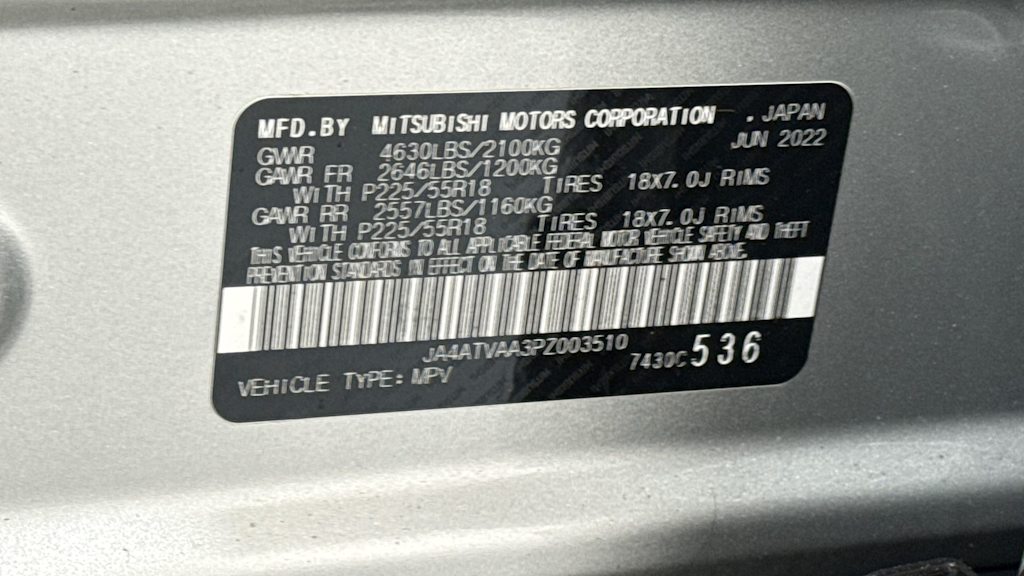 MFD.BY MITSUBISHI MOTORS CORPORATION .JAPAN
JUN 2022
GVWR 4630LBS/2100KG
GAWR FR 2646LBS/1200KG
WITH P225/55R18 TIRES 18X7.0J RIMS
GAWR RR 2557LBS/1160KG
WITH P225/55R18 TIRES 18X7.0J RIMS
THIS VEHICLE CONFORMS TO ALL APPLICABLE FEDERAL MOTOR VEHICLE SAFETY AND THEFT
PREVENTION STANDARDS IN EFFECT ON THE DATE OF MANUFACTURE SHOWN ABOVE.
JA4ATVAA3PZ003510
7430C 536
VEHICLE TYPE: MPV